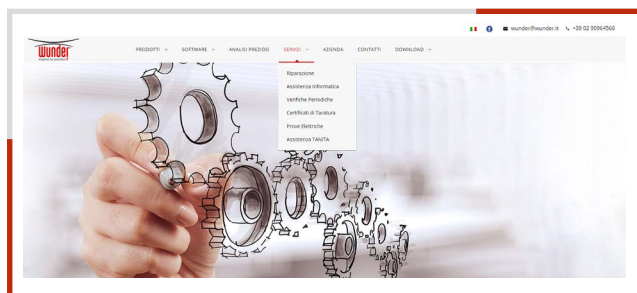 wunder@wunder.it +39 02 90964566
Wunder
PRODOTTI SOFTWARE ANALISI PREZIOSI SERVIZI AZIENDA CONTATTI DOWNLOAD
Riparazione
Assistenza Informatica
Verifiche Periodiche
Certificati di Taratura
Prove Elettriche
Assistenza TANITA